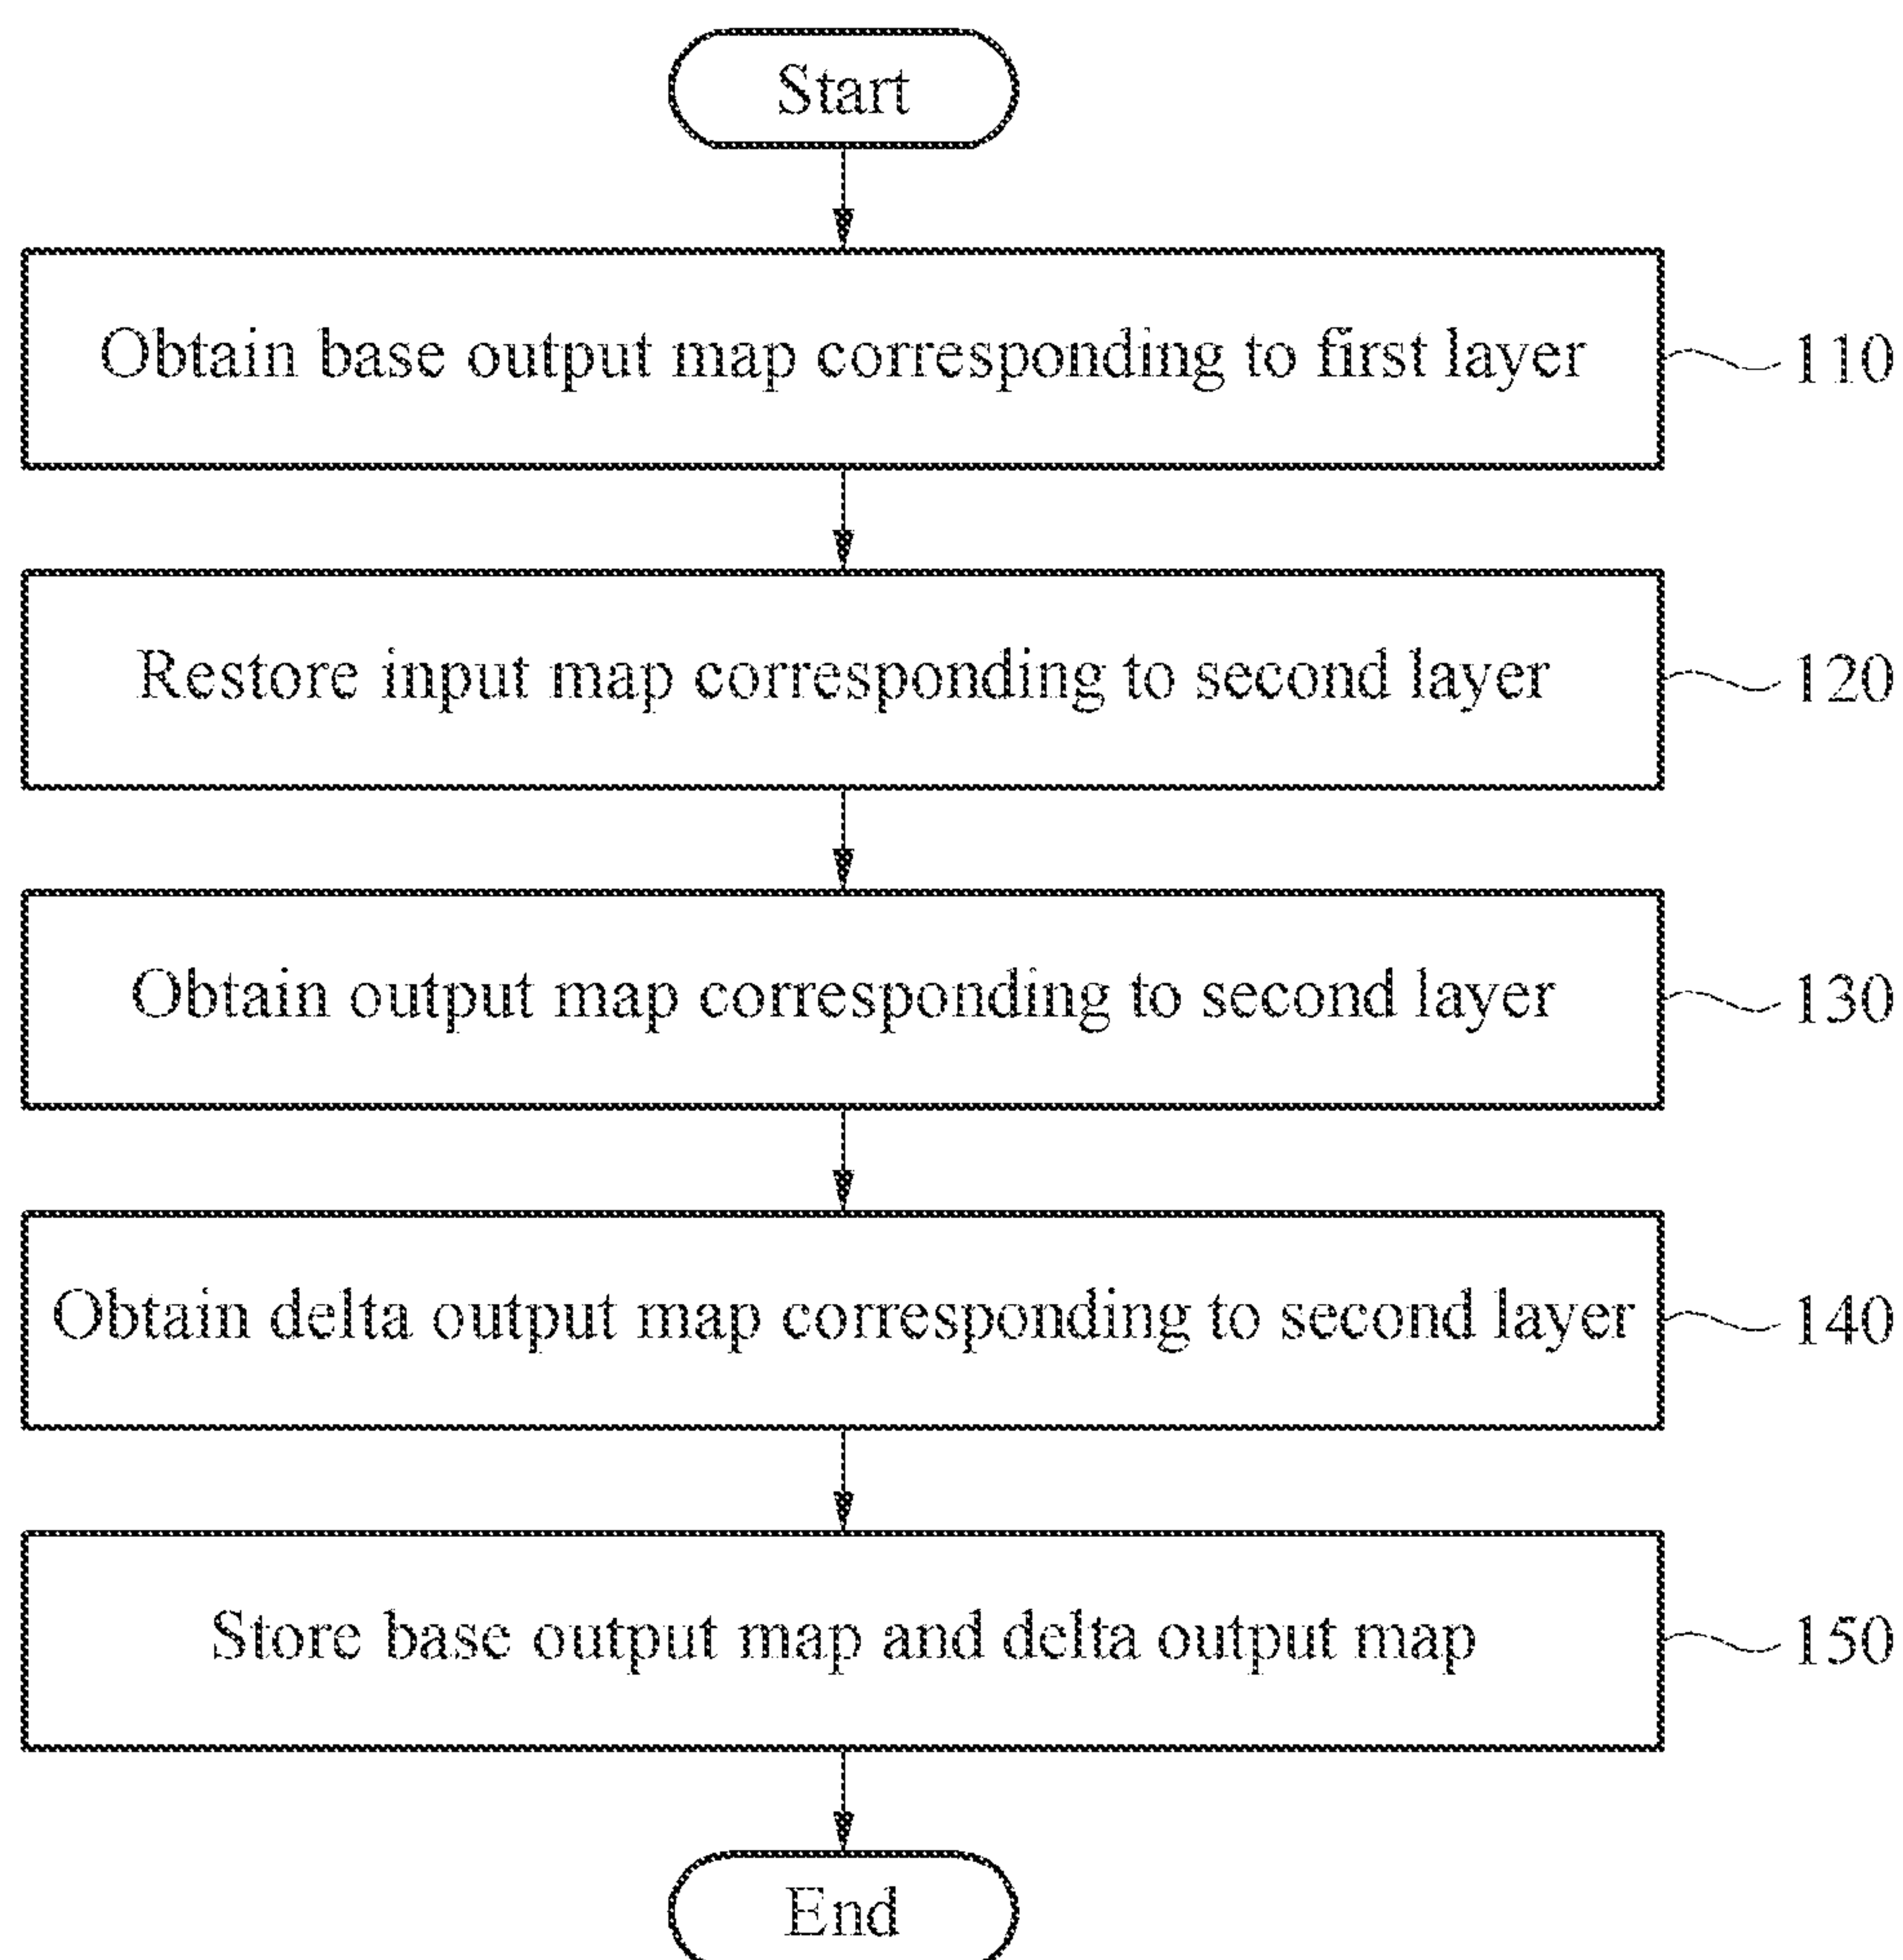 Start
Obtain base output map corresponding to first layer
110
Restore input map corresponding to second layer
120
Obtain output map corresponding to second layer
130
Obtain delta output map corresponding to second layer
140
Store base output map and delta output map
150
End